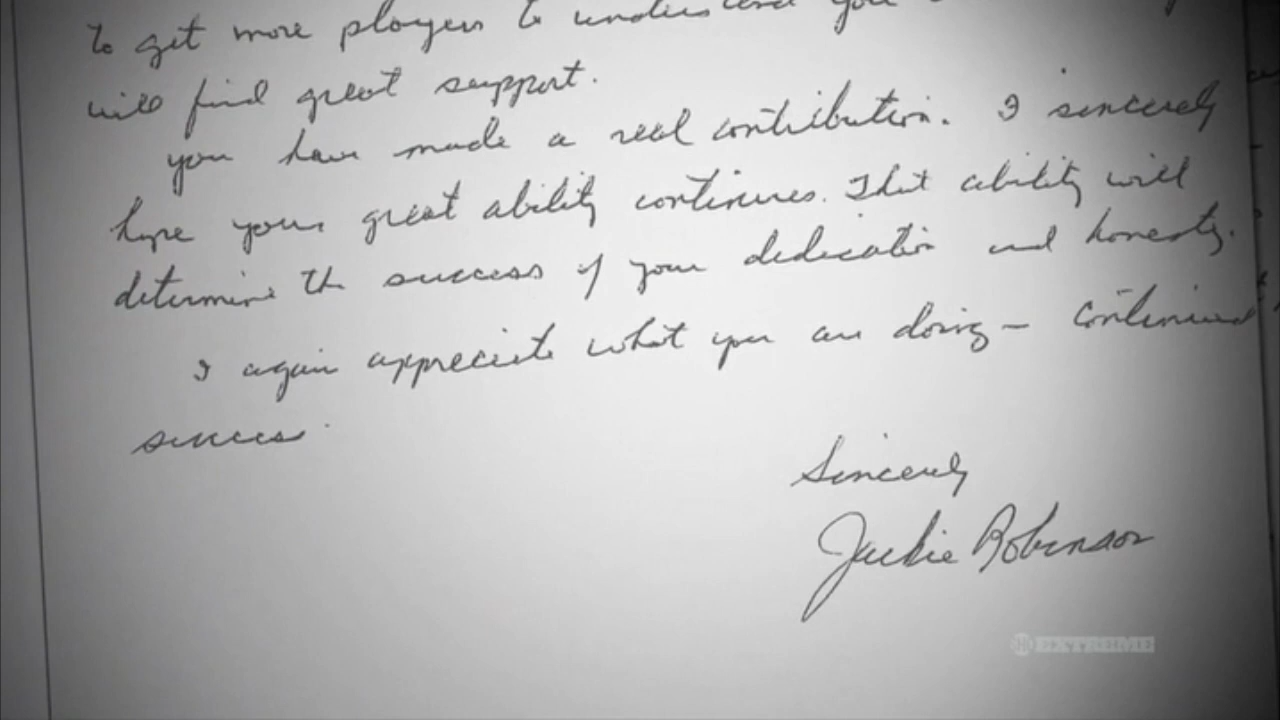 to get more players to understand you
will find great support.
you have made a real contribution. I sincerely
hope your great ability continues. That ability will
determine the success of your dedication and honesty.
I again appreciate what you are doing - continued
success.
Sincerely
Jackie Robinson
EXTREME